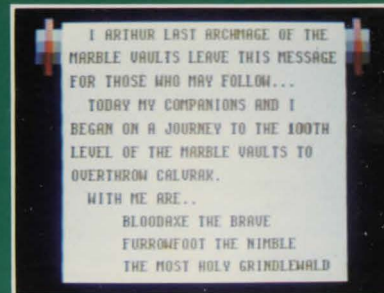 I ARTHUR LAST ARCHMAGE OF THE
MARBLE VAULTS LEAVE THIS MESSAGE
FOR THOSE WHO MAY FOLLOW...
TODAY MY COMPANIONS AND I
BEGAN ON A JOURNEY TO THE 100TH
LEVEL OF THE MARBLE VAULTS TO
OVERTHROW CALVRAK.
WITH ME ARE..
BLOODAXE THE BRAVE
FURROWFOOT THE NIMBLE
THE MOST HOLY GRINDLEWALD